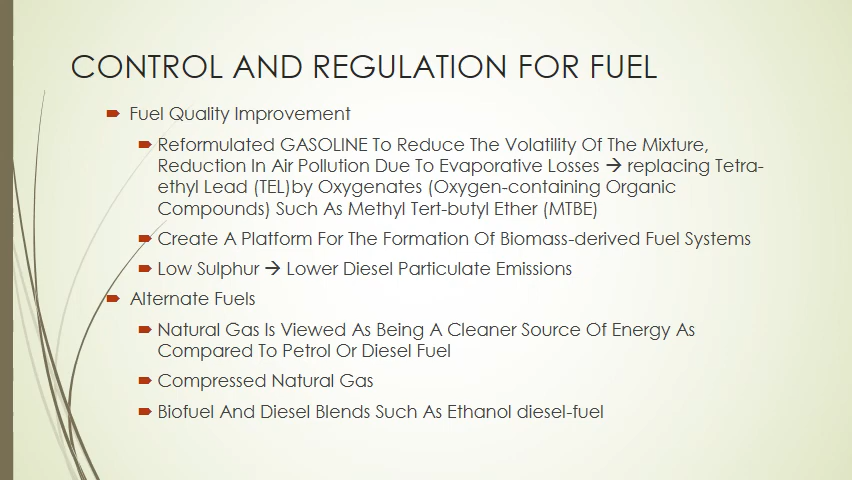 CONTROL AND REGULATION FOR FUEL
Fuel Quality Improvement
Reformulated GASOLINE To Reduce The Volatility Of The Mixture,
Reduction In Air Pollution Due To Evaporative Losses → replacing Tetra-
ethyl Lead (TEL)by Oxygenates (Oxygen-containing Organic
Compounds) Such As Methyl Tert-butyl Ether (MTBE)
Create A Platform For The Formation Of Biomass-derived Fuel Systems
Low Sulphur → Lower Diesel Particulate Emissions
Alternate Fuels
Natural Gas Is Viewed As Being A Cleaner Source Of Energy As
Compared To Petrol Or Diesel Fuel
Compressed Natural Gas
Biofuel And Diesel Blends Such As Ethanol diesel-fuel